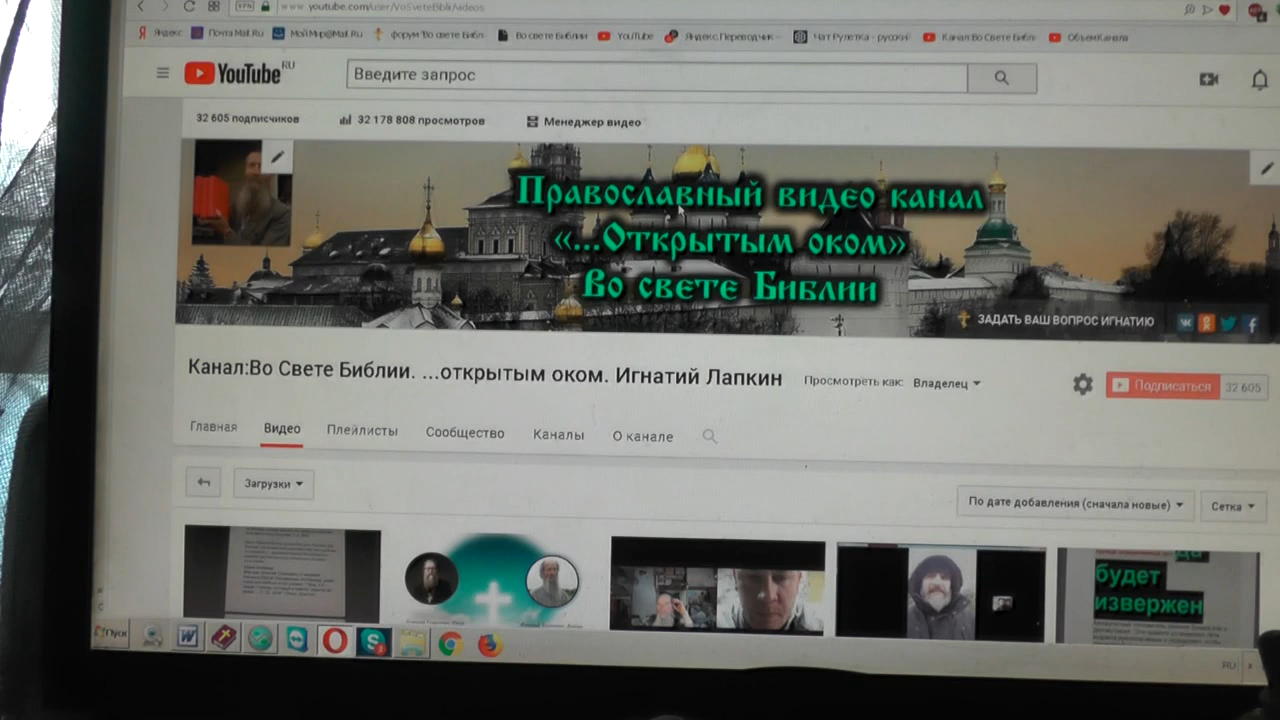 www.youtube.com/user/VoSveteBiblii/videos
Яндекс Почта Mail.Ru Мой Мир@Mail.Ru форум "Во свете Библ Во свете Библии YouTube Яндекс.Переводчик – Чат Рулетка - русский Канал:Во Свете Библ ОбъемКанала
YouTube RU
Введите запрос
32 605 подписчиков 32 178 808 просмотров Менеджер видео
Православный видео канал
«...Открытым оком»
Во свете Библии
ЗАДАТЬ ВАШ ВОПРОС ИГНАТИЮ
Канал:Во Свете Библии. ...открытым оком. Игнатий Лапкин
Просмотреть как: Владелец
Подписаться 32 605
Главная Видео Плейлисты Сообщество Каналы О канале
Загрузки
По дате добавления (сначала новые) Сетка
да
будет
извержен
Пуск
RU